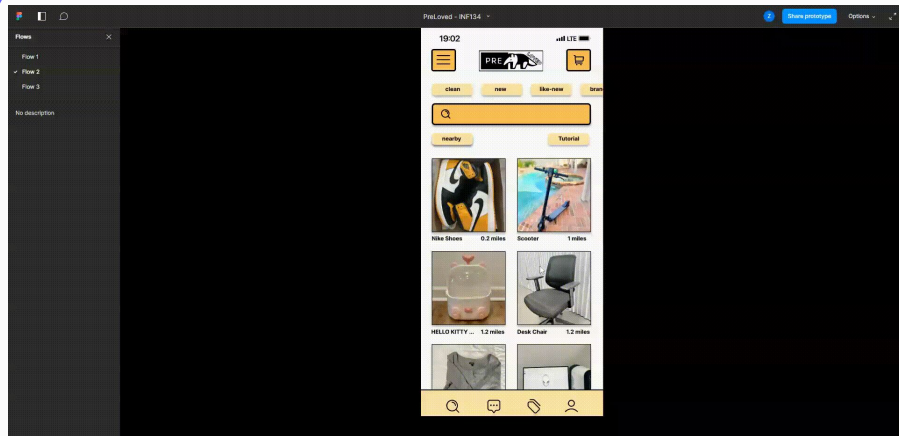 PreLoved - INF134
Z
Share prototype
Options
Flows
Flow 1
Flow 2
Flow 3
No description
19:02
LTE
PRE
clean new like-new bran
nearby Tutorial
Nike Shoes 0.2 miles Scooter 1 miles
HELLO KITTY ... 1.2 miles Desk Chair 1.2 miles